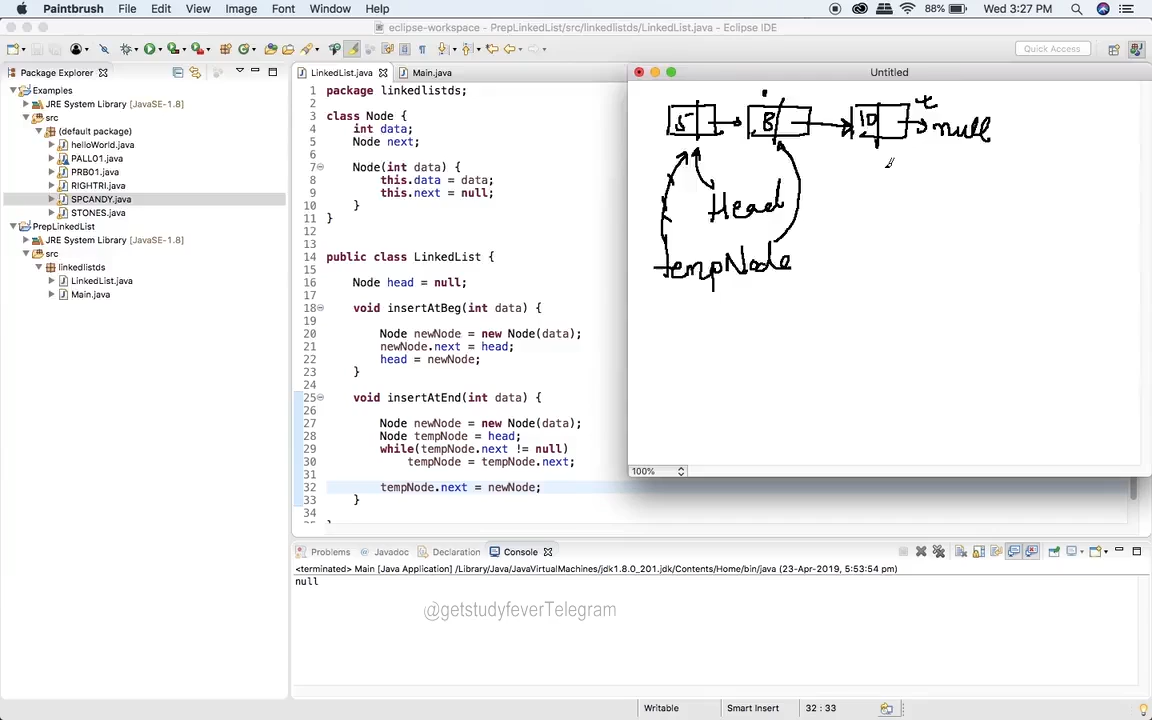 Paintbrush File Edit View Image Font Window Help 88% Wed 3:27 PM
eclipse-workspace - PrepLinkedList/src/linkedlistds/LinkedList.java - Eclipse IDE
Quick Access
Package Explorer
Examples
JRE System Library [JavaSE-1.8]
src
(default package)
helloWorld.java
PALL01.java
PRB01.java
RIGHTRI.java
SPCANDY.java
STONES.java
PrepLinkedList
JRE System Library [JavaSE-1.8]
src
linkedlistds
LinkedList.java
Main.java
LinkedList.java Main.java
1 package linkedlistds;
2
3 class Node {
4 int data;
5 Node next;
6
7 Node(int data) {
8 this.data = data;
9 this.next = null;
10 }
11 }
12
13
14 public class LinkedList {
15
16 Node head = null;
17
18 void insertAtBeg(int data) {
19
20 Node newNode = new Node(data);
21 newNode.next = head;
22 head = newNode;
23 }
24
25 void insertAtEnd(int data) {
26
27 Node newNode = new Node(data);
28 Node tempNode = head;
29 while(tempNode.next != null)
30 tempNode = tempNode.next;
31
32 tempNode.next = newNode;
33 }
34
Untitled
5 8 10 null
t
Head
tempNode
100%
Problems Javadoc Declaration Console
<terminated> Main [Java Application] /Library/Java/JavaVirtualMachines/jdk1.8.0_201.jdk/Contents/Home/bin/java (23-Apr-2019, 5:53:54 pm)
null
@getstudyfeverTelegram
Writable Smart Insert 32 : 33